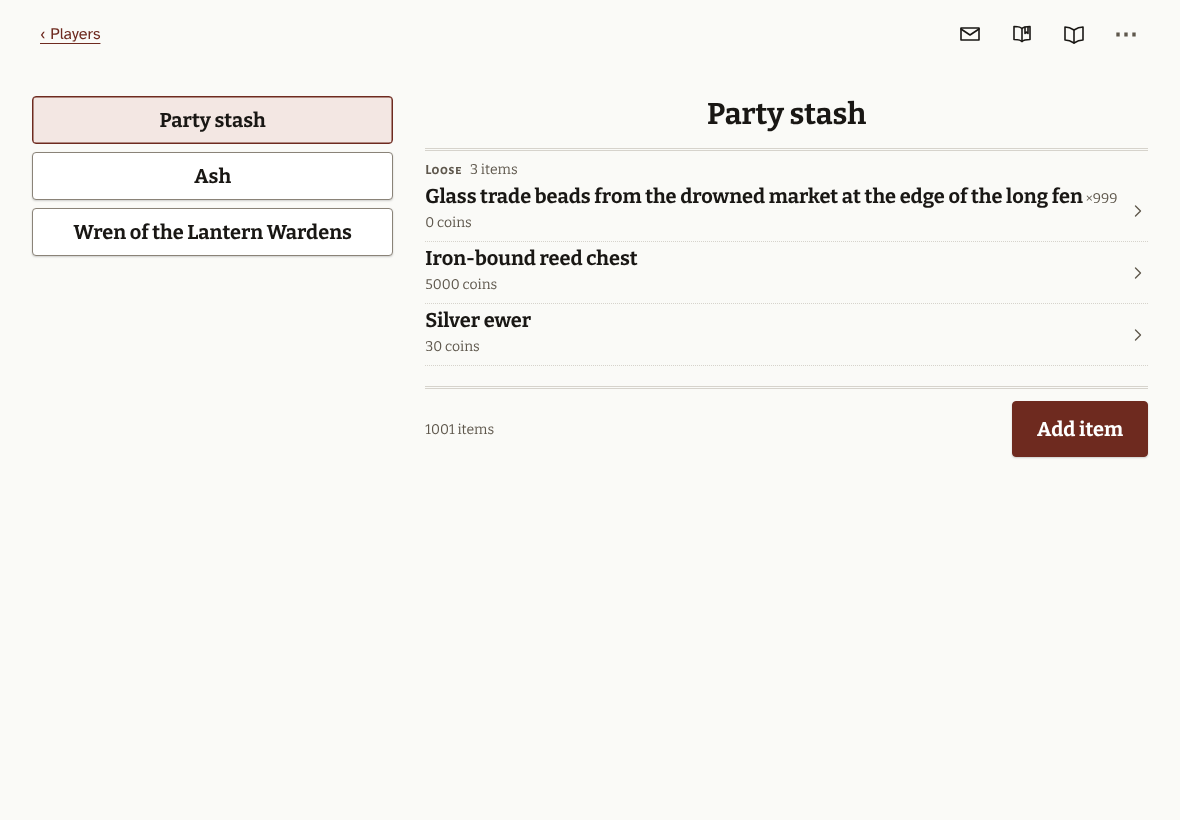 ‹ Players
Party stash
Ash
Wren of the Lantern Wardens
Party stash
Loose 3 items
Glass trade beads from the drowned market at the edge of the long fen ×999
0 coins
Iron-bound reed chest
5000 coins
Silver ewer
30 coins
1001 items
Add item